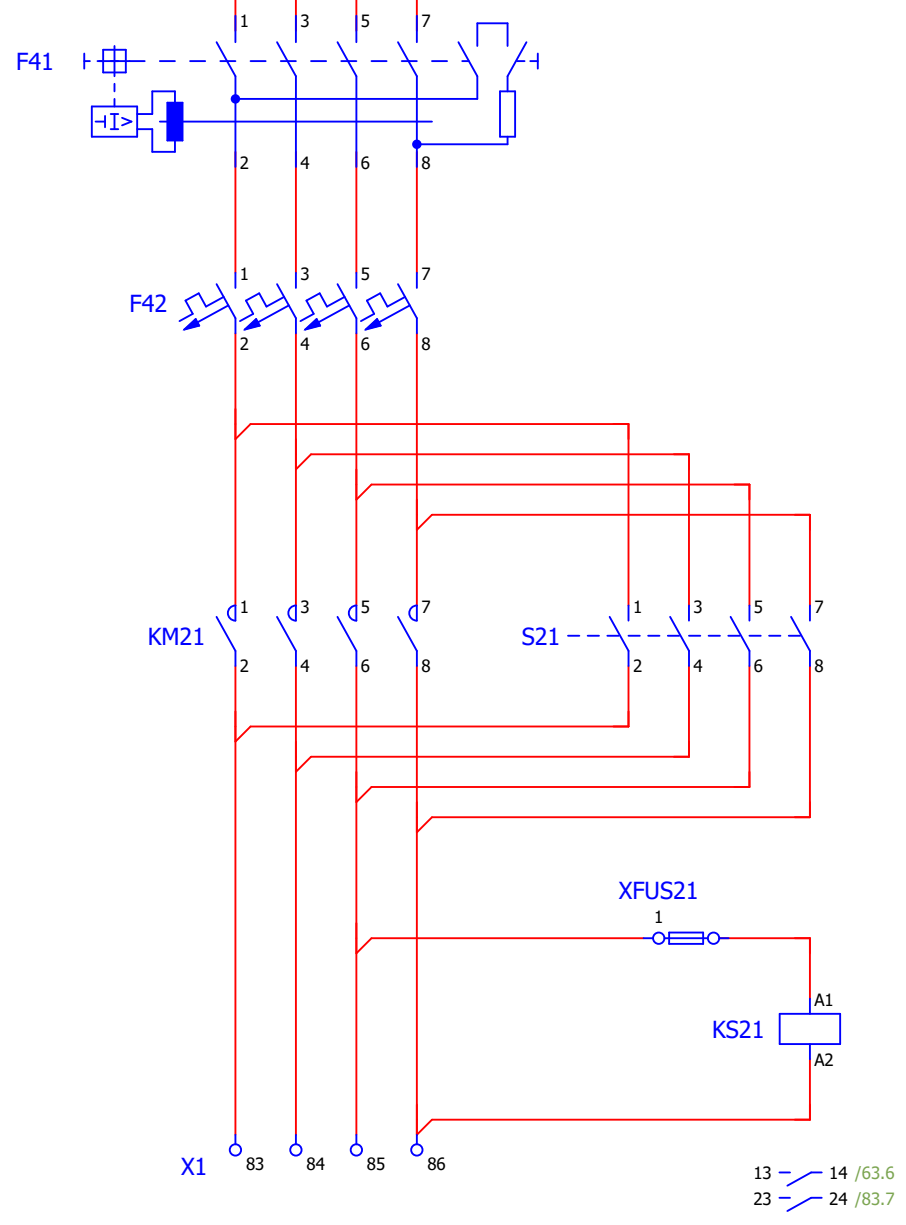 1 3 5 7
F41
I>
2 4 6 8
1 3 5 7
F42
2 4 6 8
1 3 5 7 1 3 5 7
KM21 S21
2 4 6 8 2 4 6 8
XFUS21
1
A1
KS21
A2
X1 83 84 85 86
13 14 /63.6
23 24 /83.7